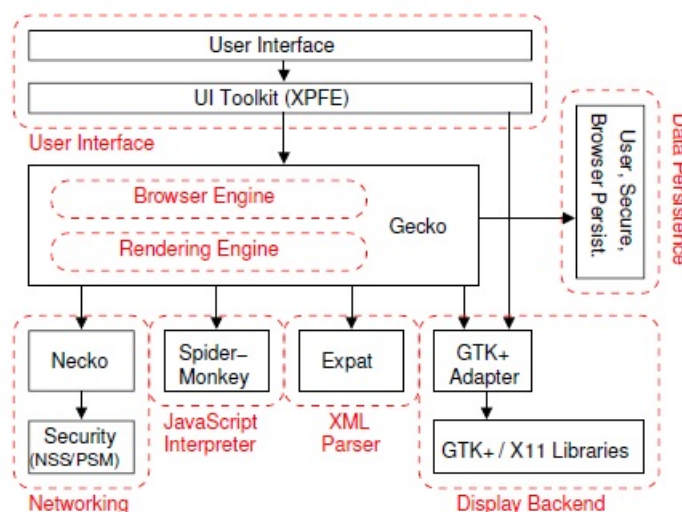 User Interface
UI Toolkit (XPFE)
User Interface
User, Secure,
Browser Persist.
Data Persistence
Browser Engine
Rendering Engine
Gecko
Necko
Security
(NSS/PSM)
Networking
Spider–
Monkey
JavaScript
Interpreter
Expat
XML
Parser
GTK+
Adapter
GTK+ / X11 Libraries
Display Backend